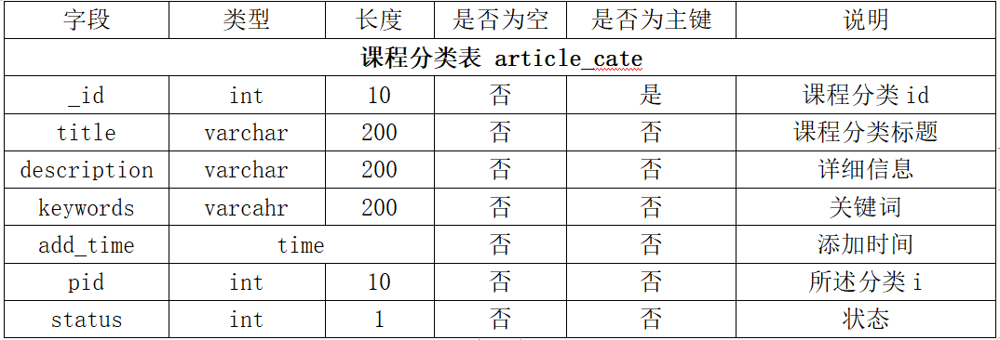 字段 类型 长度 是否为空 是否为主键 说明
课程分类表 article_cate
_id int 10 否 是 课程分类id
title varchar 200 否 否 课程分类标题
description varchar 200 否 否 详细信息
keywords varcahr 200 否 否 关键词
add_time time 否 否 添加时间
pid int 10 否 否 所述分类i
status int 1 否 否 状态